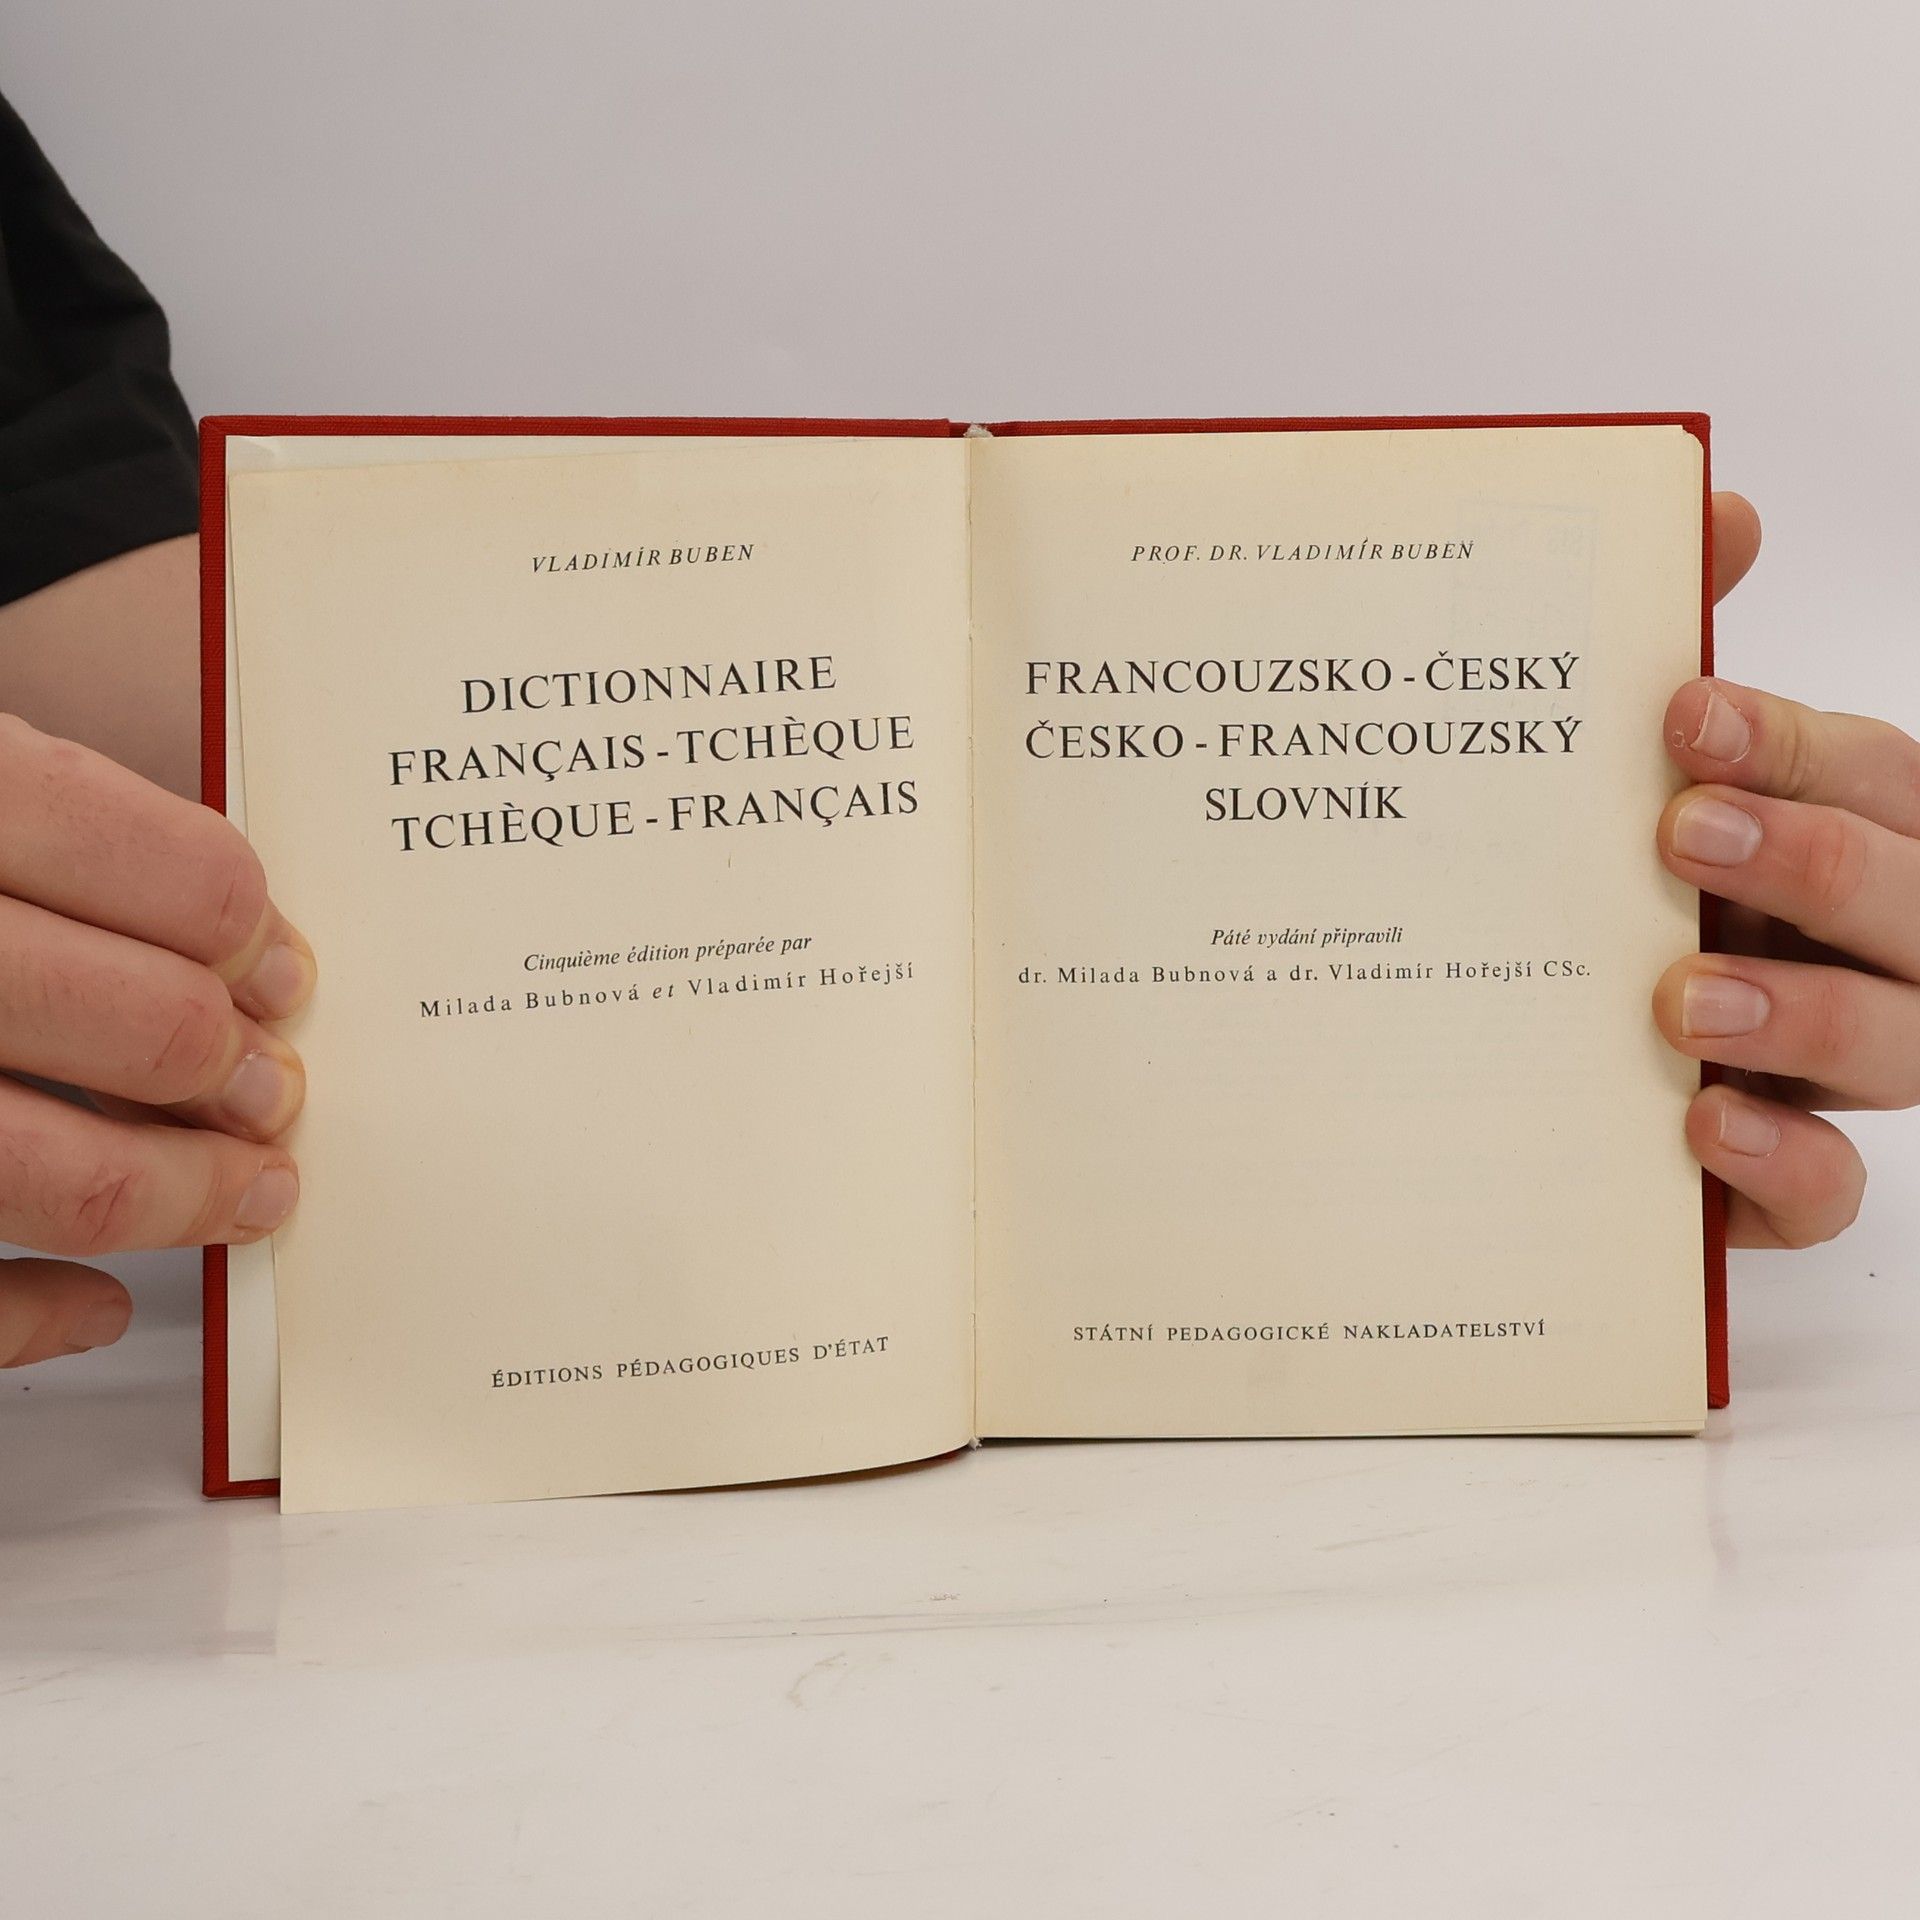 VLADIMÍR BUBEN
DICTIONNAIRE
FRANÇAIS - TCHÈQUE
TCHÈQUE - FRANÇAIS
Cinquième édition préparée par
Milada Bubnová et Vladimír Hořejší
ÉDITIONS PÉDAGOGIQUES D'ÉTAT
PROF. DR. VLADIMÍR BUBEN
FRANCOUZSKO - ČESKÝ
ČESKO - FRANCOUZSKÝ
SLOVNÍK
Páté vydání připravili
dr. Milada Bubnová a dr. Vladimír Hořejší CSc.
STÁTNÍ PEDAGOGICKÉ NAKLADATELSTVÍ